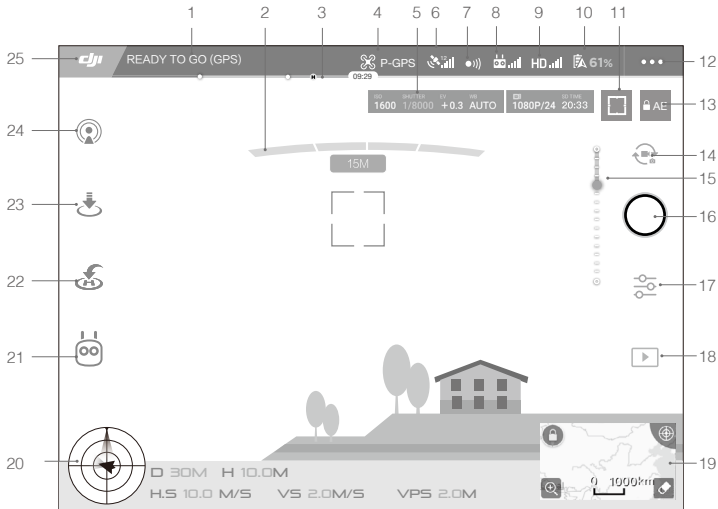 1 2 3 4 5 6 7 8 9 10 11
25 dji READY TO GO (GPS) P-GPS 12 HD 61% 12
H 09:29
ISO SHUTTER EV WB SD TIME
1600 1/8000 +0.3 AUTO 1080P/24 20:33 AE 13
24
14
15M 15
23
16
22
17
21
18
20 D 30M H 10.0M 0 1000km 19
H.S 10.0 M/S VS 2.0M/S VPS 2.0M